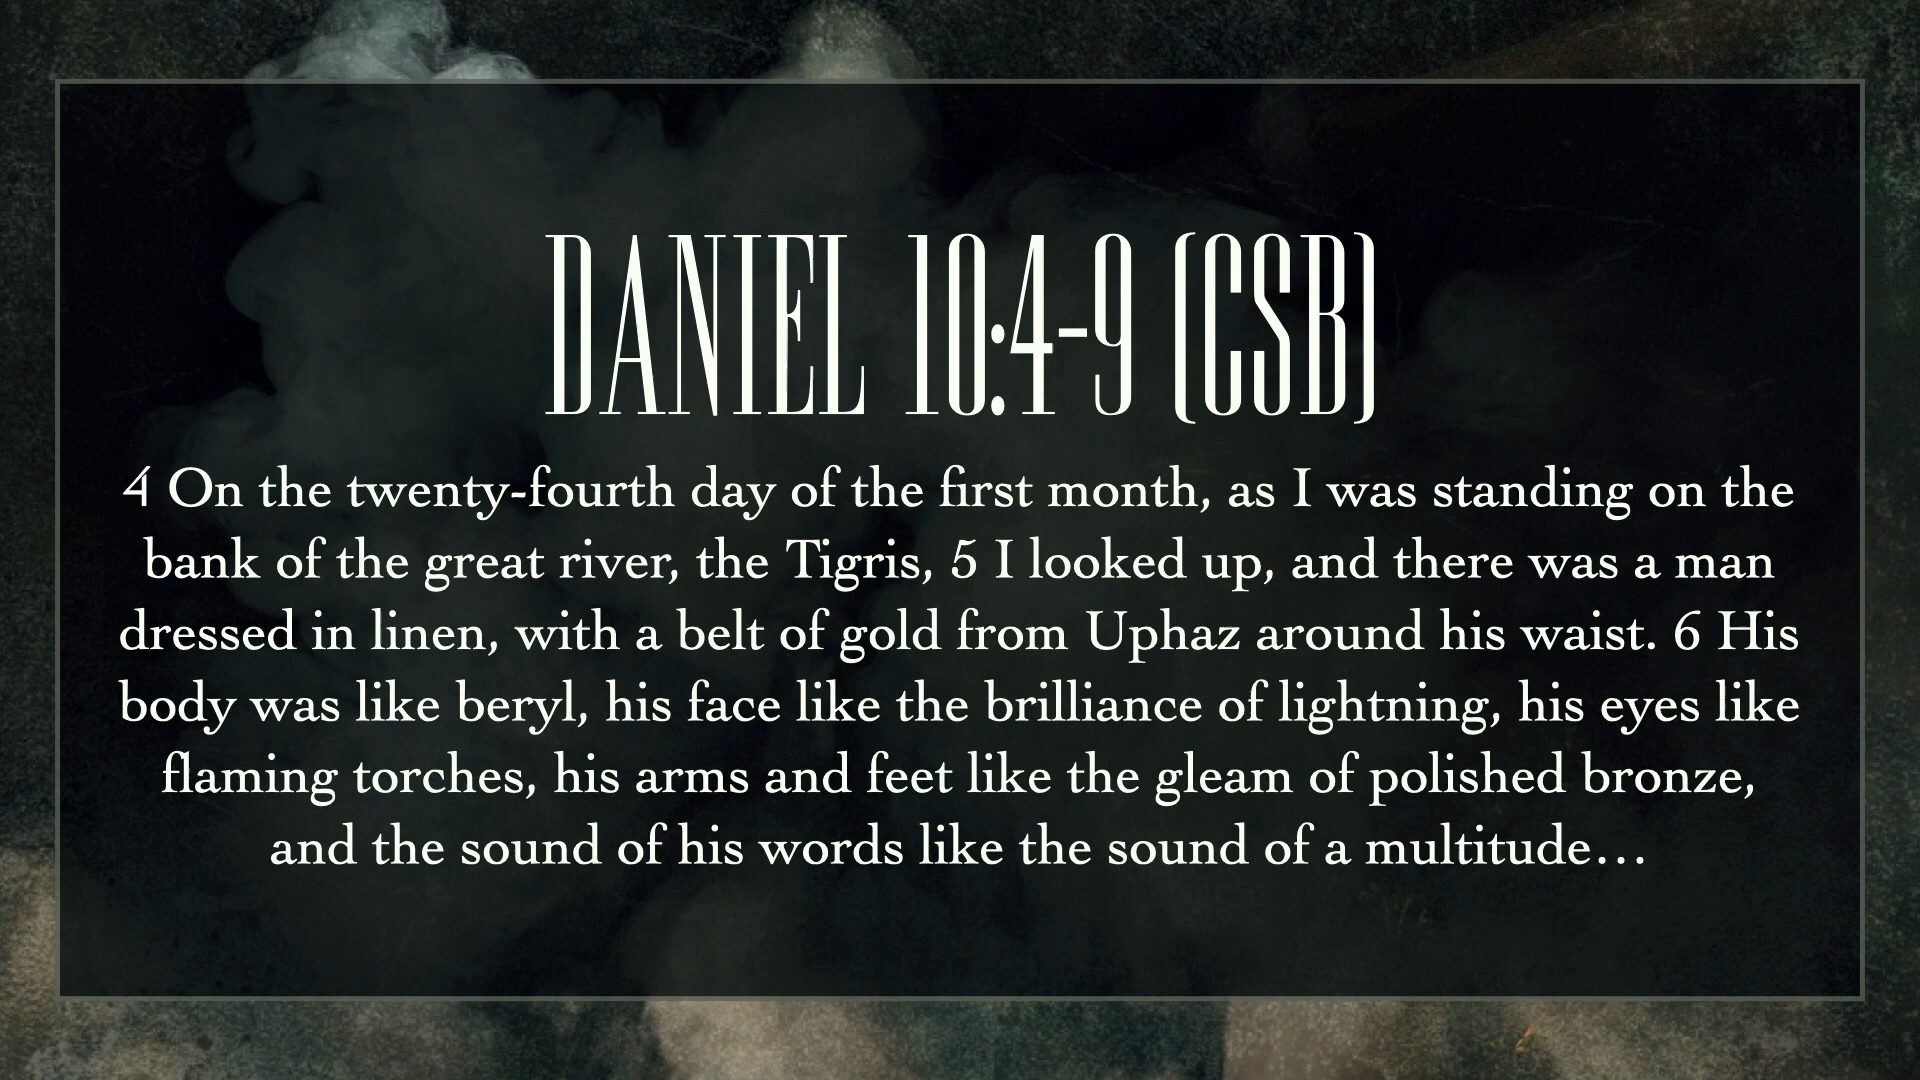 DANIEL 10:4-9 (CSB)
4 On the twenty-fourth day of the first month, as I was standing on the
bank of the great river, the Tigris, 5 I looked up, and there was a man
dressed in linen, with a belt of gold from Uphaz around his waist. 6 His
body was like beryl, his face like the brilliance of lightning, his eyes like
flaming torches, his arms and feet like the gleam of polished bronze,
and the sound of his words like the sound of a multitude…